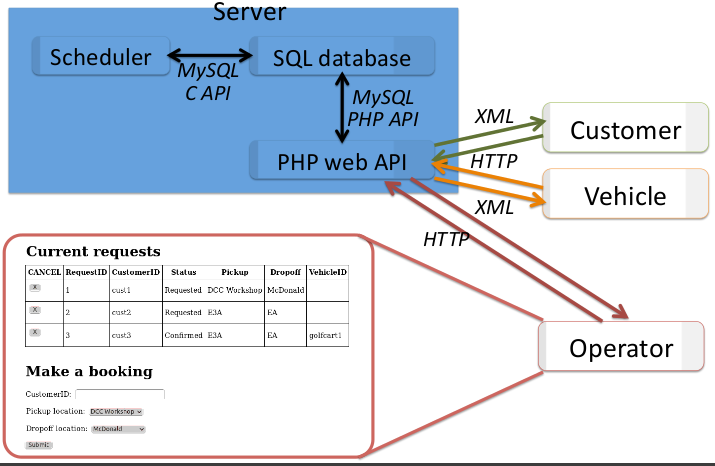 Server
Scheduler
SQL database
MySQL
C API
MySQL
PHP API
PHP web API
XML
Customer
HTTP
Vehicle
XML
HTTP
Operator
Current requests
CANCEL RequestID CustomerID Status Pickup Dropoff VehicleID
X 1 cust1 Requested DCC Workshop McDonald
X 2 cust2 Requested E3A EA
X 3 cust3 Confirmed E3A EA golfcart1
Make a booking
CustomerID:
Pickup location: DCC Workshop
Dropoff location: McDonald
Submit